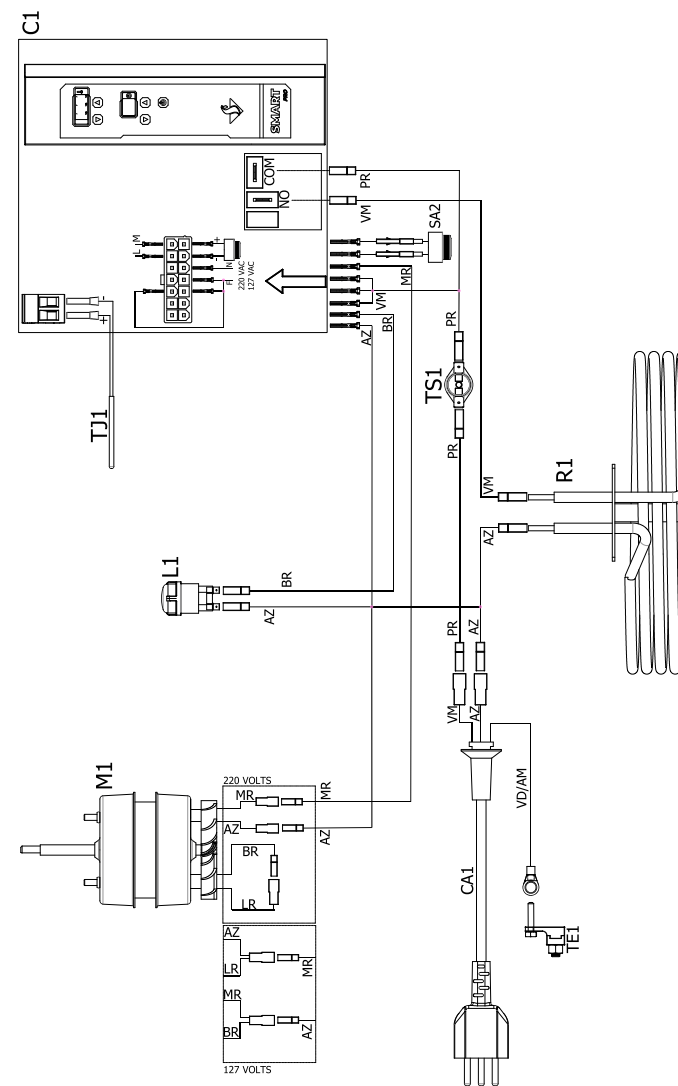 C1
SMART
PRO
COM
NO
PR
VM
SA2
M
L
+
-
N
F
220 VAC
127 VAC
MR
VM
BR
AZ
-
+
TJ1
PR
TS1
PR
VM
R1
AZ
L1
BR
AZ
PR
AZ
VM
AZ
M1
220 VOLTS
MR
MR
AZ
AZ
BR
LR
VD/AM
CA1
TE1
AZ
LR
MR
MR
BR
AZ
127 VOLTS